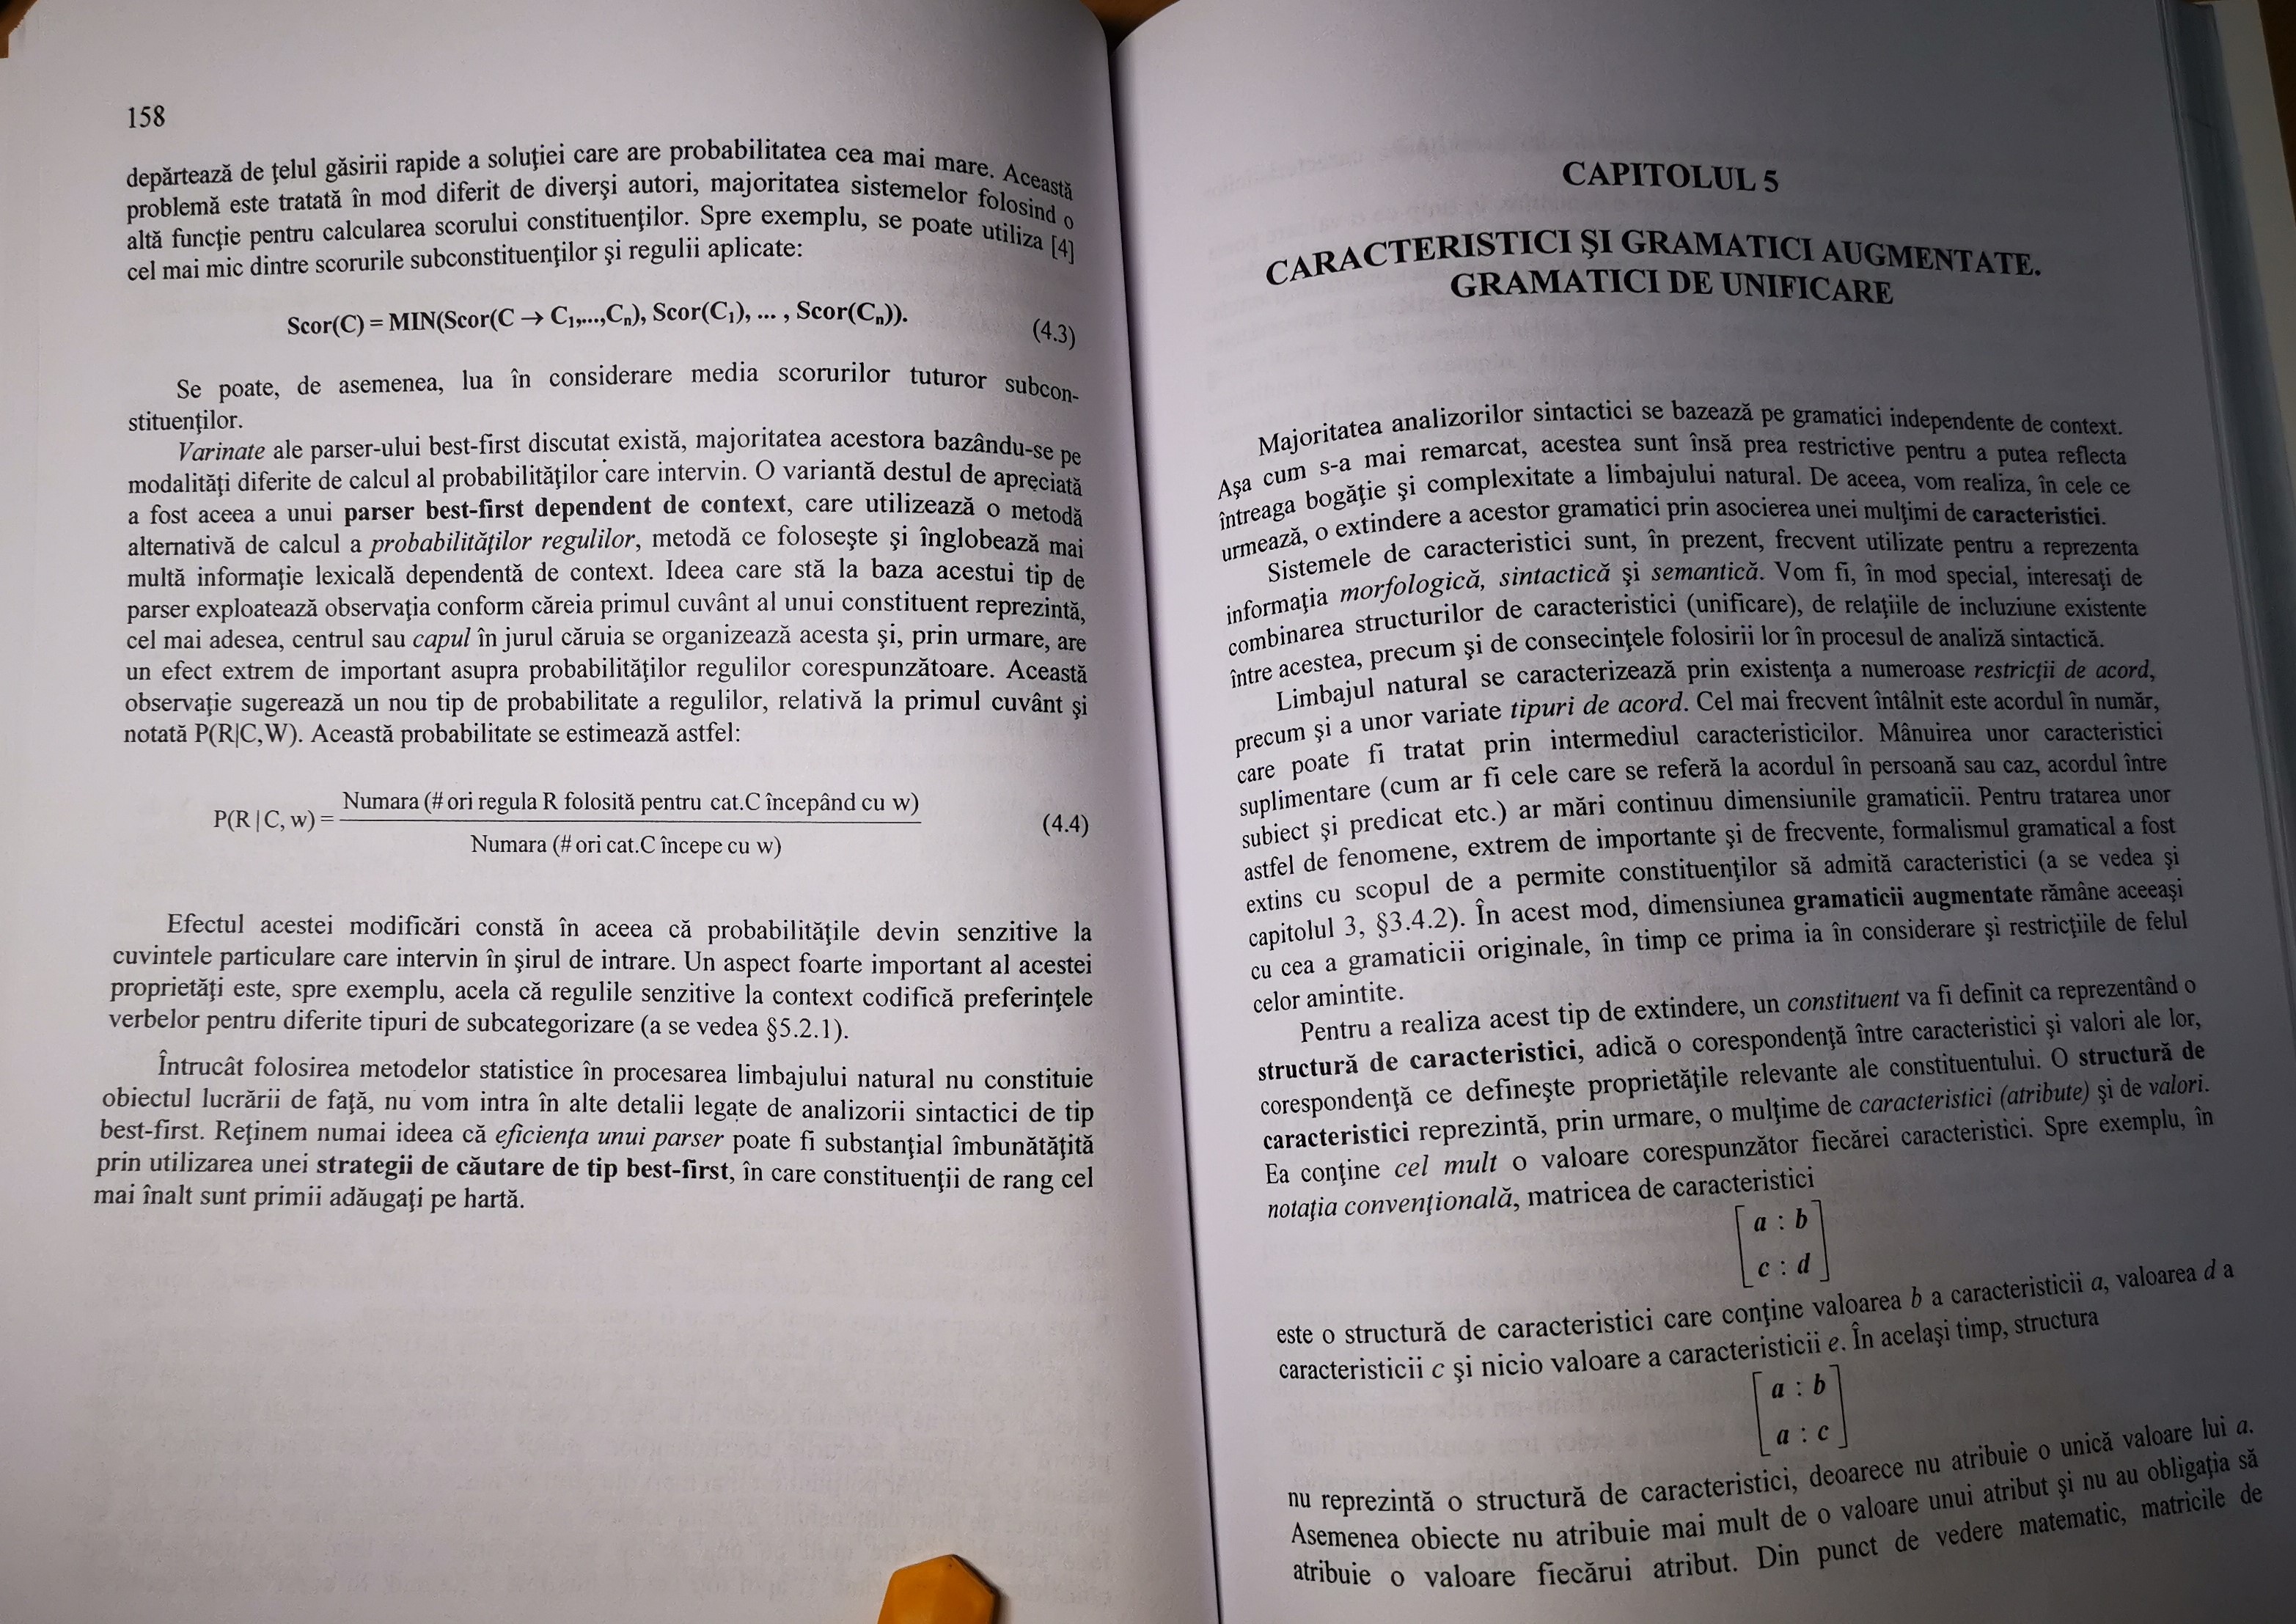 158
depărtează de ţelul găsirii rapide a soluţiei care are probabilitatea cea mai mare. Această
problemă este tratată în mod diferit de diverşi autori, majoritatea sistemelor folosind o
altă funcţie pentru calcularea scorului constituenţilor. Spre exemplu, se poate utiliza [4]
cel mai mic dintre scorurile subconstituenţilor şi regulii aplicate:
Scor(C) = MIN(Scor(C → C₁,...,Cₙ), Scor(C₁), ... , Scor(Cₙ)). (4.3)
Se poate, de asemenea, lua în considerare media scorurilor tuturor subcon-
stituenţilor.
Varinate ale parser-ului best-first discutat există, majoritatea acestora bazându-se pe
modalităţi diferite de calcul al probabilităţilor care intervin. O variantă destul de apreciată
a fost aceea a unui parser best-first dependent de context, care utilizează o metodă
alternativă de calcul a probabilităţilor regulilor, metodă ce foloseşte şi înglobează mai
multă informaţie lexicală dependentă de context. Ideea care stă la baza acestui tip de
parser exploatează observaţia conform căreia primul cuvânt al unui constituent reprezintă,
cel mai adesea, centrul sau capul în jurul căruia se organizează acesta şi, prin urmare, are
un efect extrem de important asupra probabilităţilor regulilor corespunzătoare. Această
observaţie sugerează un nou tip de probabilitate a regulilor, relativă la primul cuvânt şi
notată P(R|C,W). Această probabilitate se estimează astfel:
Numara (# ori regula R folosită pentru cat.C începând cu w)
P(R | C, w) = (4.4)
Numara (# ori cat.C începe cu w)
Efectul acestei modificări constă în aceea că probabilităţile devin senzitive la
cuvintele particulare care intervin în şirul de intrare. Un aspect foarte important al acestei
proprietăţi este, spre exemplu, acela că regulile senzitive la context codifică preferinţele
verbelor pentru diferite tipuri de subcategorizare (a se vedea §5.2.1).
Întrucât folosirea metodelor statistice în procesarea limbajului natural nu constituie
obiectul lucrării de faţă, nu vom intra în alte detalii legate de analizorii sintactici de tip
best-first. Reţinem numai ideea că eficienţa unui parser poate fi substanţial îmbunătăţită
prin utilizarea unei strategii de căutare de tip best-first, în care constituenţii de rang cel
mai înalt sunt primii adăugaţi pe hartă.
CAPITOLUL 5
CARACTERISTICI ŞI GRAMATICI AUGMENTATE.
GRAMATICI DE UNIFICARE
Majoritatea analizorilor sintactici se bazează pe gramatici independente de context.
Aşa cum s-a mai remarcat, acestea sunt însă prea restrictive pentru a putea reflecta
întreaga bogăţie şi complexitate a limbajului natural. De aceea, vom realiza, în cele ce
urmează, o extindere a acestor gramatici prin asocierea unei mulţimi de caracteristici.
Sistemele de caracteristici sunt, în prezent, frecvent utilizate pentru a reprezenta
informaţia morfologică, sintactică şi semantică. Vom fi, în mod special, interesaţi de
combinarea structurilor de caracteristici (unificare), de relaţiile de incluziune existente
între acestea, precum şi de consecinţele folosirii lor în procesul de analiză sintactică.
Limbajul natural se caracterizează prin existenţa a numeroase restricţii de acord,
precum şi a unor variate tipuri de acord. Cel mai frecvent întâlnit este acordul în număr,
care poate fi tratat prin intermediul caracteristicilor. Mânuirea unor caracteristici
suplimentare (cum ar fi cele care se referă la acordul în persoană sau caz, acordul între
subiect şi predicat etc.) ar mări continuu dimensiunile gramaticii. Pentru tratarea unor
astfel de fenomene, extrem de importante şi de frecvente, formalismul gramatical a fost
extins cu scopul de a permite constituenţilor să admită caracteristici (a se vedea şi
capitolul 3, §3.4.2). În acest mod, dimensiunea gramaticii augmentate rămâne aceeaşi
cu cea a gramaticii originale, în timp ce prima ia în considerare şi restricţiile de felul
celor amintite.
Pentru a realiza acest tip de extindere, un constituent va fi definit ca reprezentând o
structură de caracteristici, adică o corespondenţă între caracteristici şi valori ale lor,
corespondenţă ce defineşte proprietăţile relevante ale constituentului. O structură de
caracteristici reprezintă, prin urmare, o mulţime de caracteristici (atribute) şi de valori.
Ea conţine cel mult o valoare corespunzător fiecărei caracteristici. Spre exemplu, în
notaţia convenţională, matricea de caracteristici
a : b
c : d
este o structură de caracteristici care conţine valoarea b a caracteristicii a, valoarea d a
caracteristicii c şi nicio valoare a caracteristicii e. În acelaşi timp, structura
a : b
a : c
nu reprezintă o structură de caracteristici, deoarece nu atribuie o unică valoare lui a.
Asemenea obiecte nu atribuie mai mult de o valoare unui atribut şi nu au obligaţia să
atribuie o valoare fiecărui atribut. Din punct de vedere matematic, matricile de